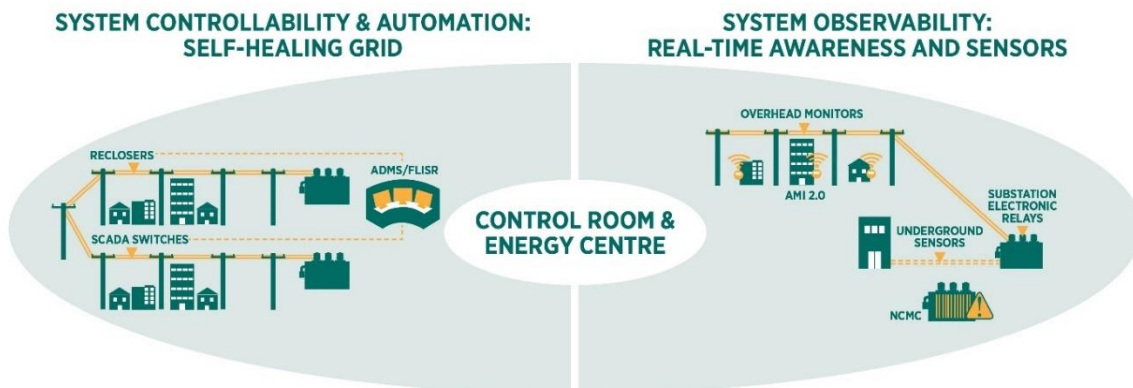 SYSTEM CONTROLLABILITY & AUTOMATION:
SELF-HEALING GRID
RECLOSERS
ADMS/FLISR
SCADA SWITCHES
CONTROL ROOM &
ENERGY CENTRE
SYSTEM OBSERVABILITY:
REAL-TIME AWARENESS AND SENSORS
OVERHEAD MONITORS
AMI 2.0
SUBSTATION
ELECTRONIC
RELAYS
UNDERGROUND
SENSORS
NCMC